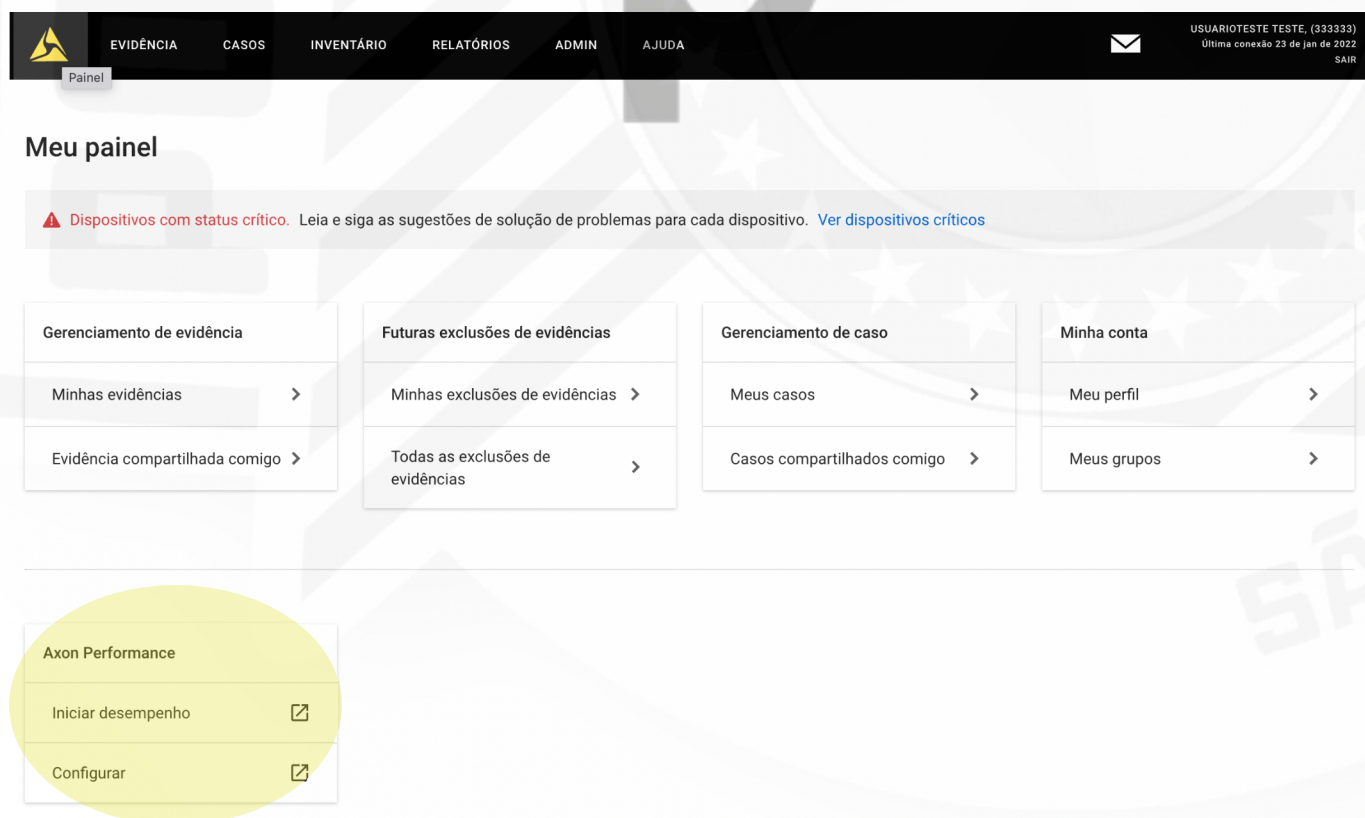 EVIDÊNCIA CASOS INVENTÁRIO RELATÓRIOS ADMIN AJUDA
USUARIOTESTE TESTE, (333333)
Última conexão 23 de jan de 2022
SAIR
Painel
Meu painel
Dispositivos com status crítico. Leia e siga as sugestões de solução de problemas para cada dispositivo. Ver dispositivos críticos
Gerenciamento de evidência
Minhas evidências
Evidência compartilhada comigo
Futuras exclusões de evidências
Minhas exclusões de evidências
Todas as exclusões de
evidências
Gerenciamento de caso
Meus casos
Casos compartilhados comigo
Minha conta
Meu perfil
Meus grupos
Axon Performance
Iniciar desempenho
Configurar